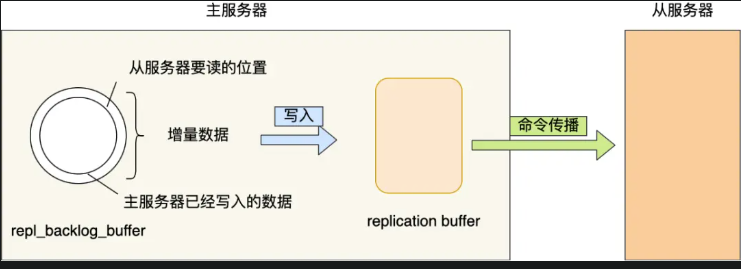 主服务器
从服务器
从服务器要读的位置
写入
增量数据
命令传播
主服务器已经写入的数据
repl_backlog_buffer
replication buffer